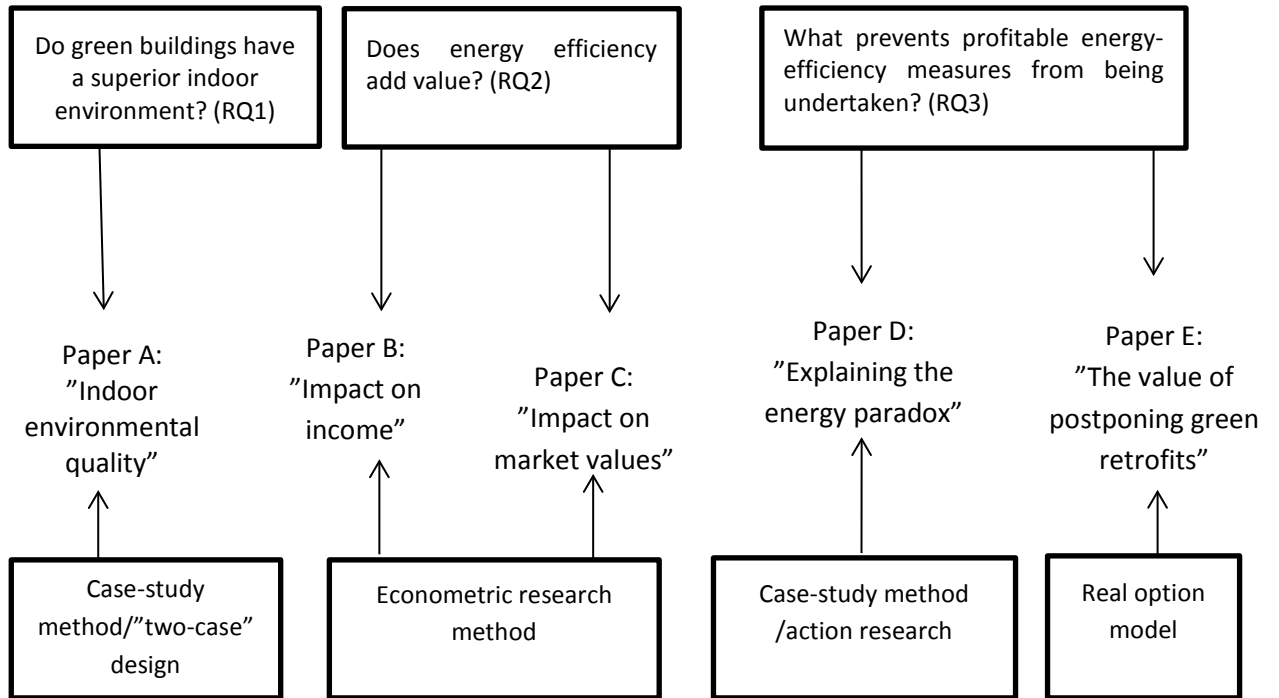 Do green buildings have
a superior indoor
environment? (RQ1)
Does energy efficiency
add value? (RQ2)
What prevents profitable energy-
efficiency measures from being
undertaken? (RQ3)
Paper A:
”Indoor
environmental
quality”
Paper B:
”Impact on
income”
Paper C:
”Impact on
market values”
Paper D:
”Explaining the
energy paradox”
Paper E:
”The value of
postponing green
retrofits”
Case-study
method/”two-case”
design
Econometric research
method
Case-study method
/action research
Real option
model